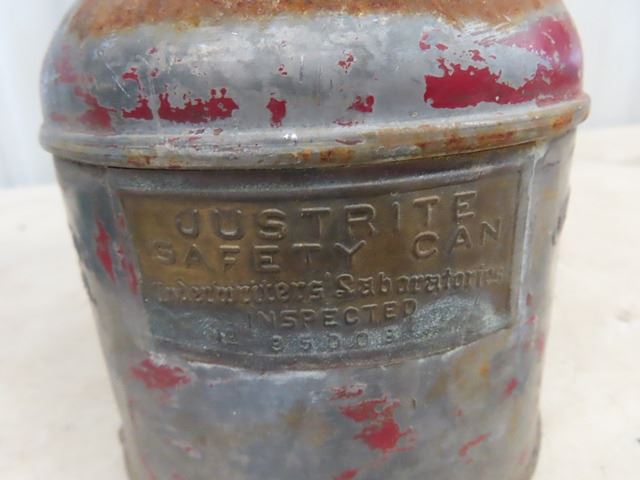 JUSTRITE
SAFETY CAN
Underwriters' Laboratories
INSPECTED